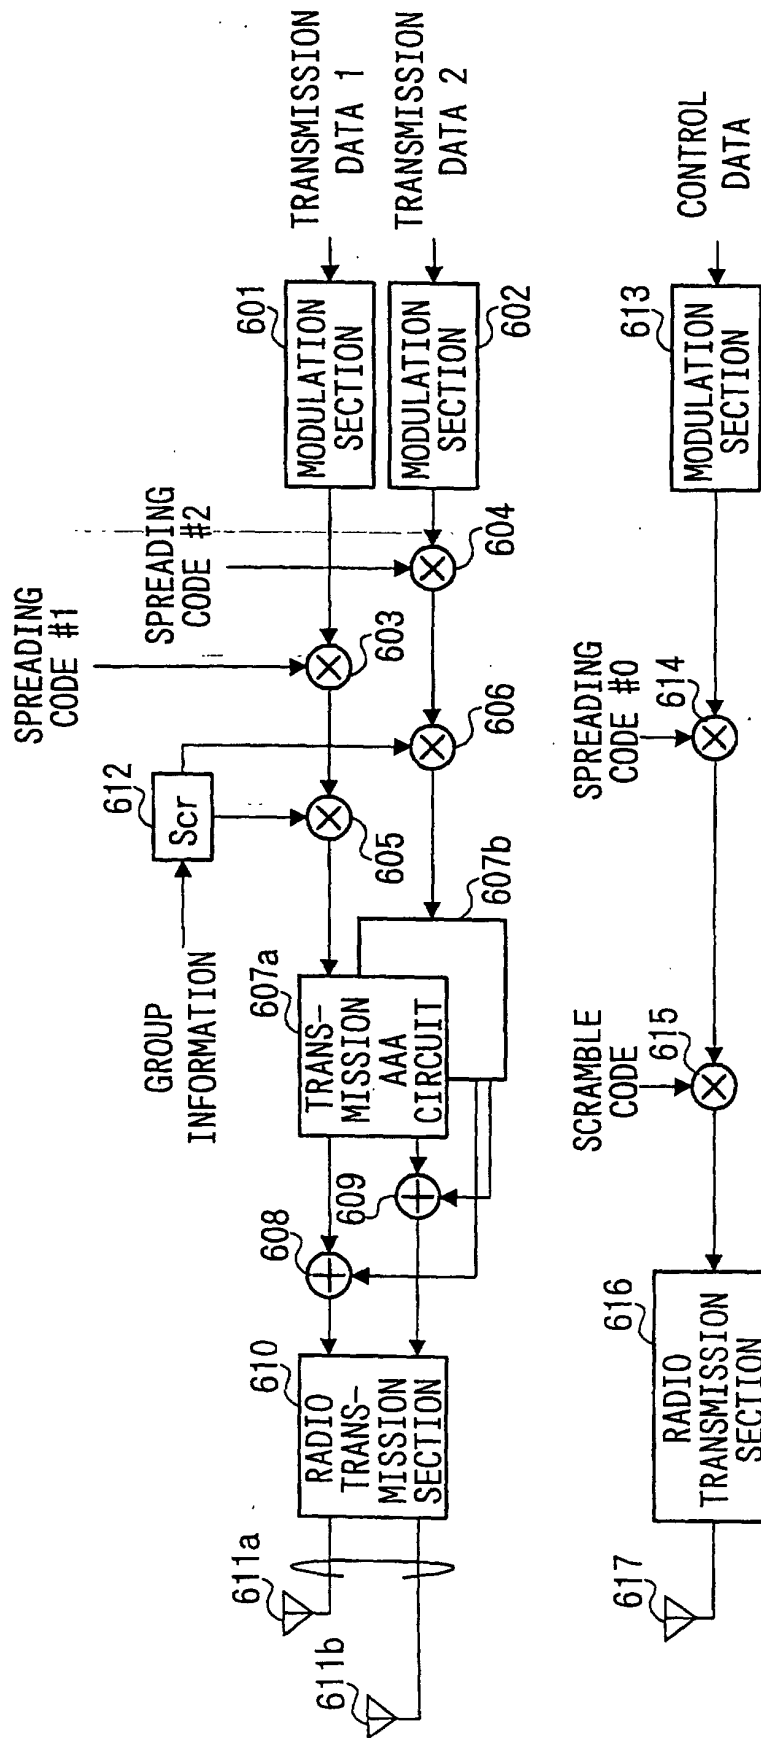 TRANSMISSION
DATA 1
TRANSMISSION
DATA 2
601
MODULATION
SECTION
602
MODULATION
SECTION
SPREADING
CODE #1
SPREADING
CODE #2
603
604
605
606
612
Scr
GROUP
INFORMATION
607a
TRANS-
MISSION
AAA
CIRCUIT
607b
608
609
610
RADIO
TRANS-
MISSION
SECTION
611a
611b
CONTROL
DATA
613
MODULATION
SECTION
SPREADING
CODE #0
614
SCRAMBLE
CODE
615
616
RADIO
TRANSMISSION
SECTION
617